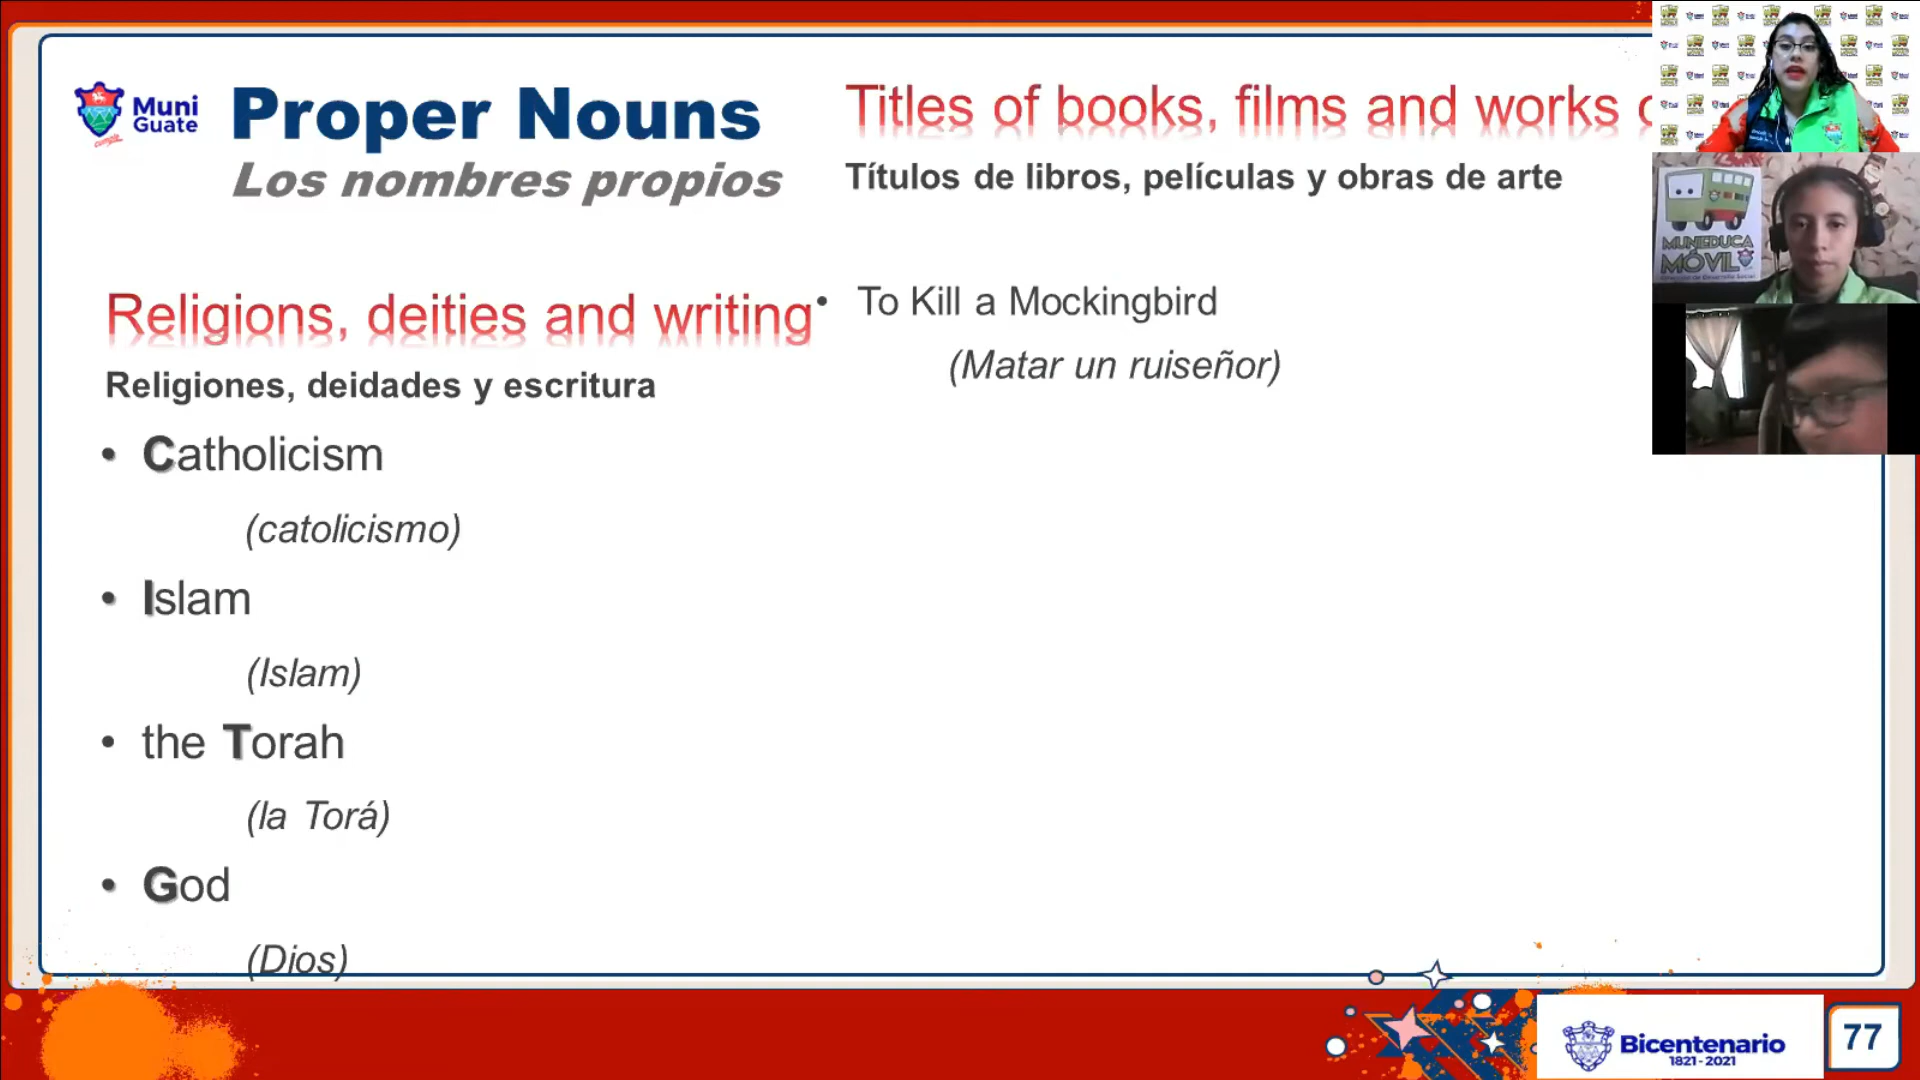 Muni
Guate
Proper Nouns
Los nombres propios
Religions, deities and writing
Religiones, deidades y escritura
• Catholicism
(catolicismo)
• Islam
(Islam)
• the Torah
(la Torá)
• God
(Dios)
Titles of books, films and works
Títulos de libros, películas y obras de arte
• To Kill a Mockingbird
(Matar un ruiseñor)
MUNIEDUCA
MÓVIL
Bicentenario
1821-2021
77